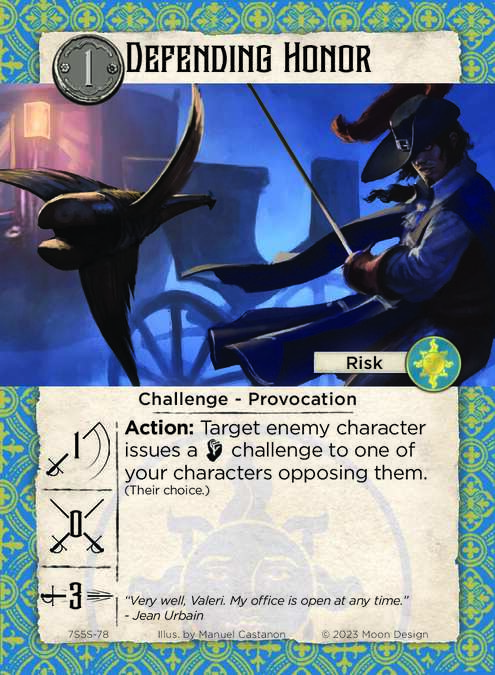 1
DEFENDING HONOR
Risk
Challenge - Provocation
Action: Target enemy character
issues a challenge to one of
your characters opposing them.
(Their choice.)
1
0
3
"Very well, Valeri. My office is open at any time."
- Jean Urbain
7S5S-78 Illus. by Manuel Castanon © 2023 Moon Design